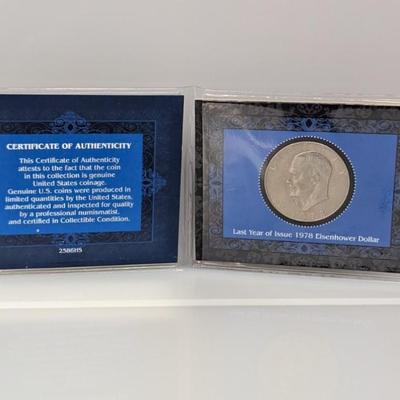 CERTIFICATE OF AUTHENTICITY
This Certificate of Authenticity
attests to the fact that the coin
in this collection is genuine
United States coinage.
Genuine U.S. coins were produced in
limited quantities by the United States,
authenticated and inspected for quality
by a professional numismatist,
and certified in Collectible Condition.
2586HS
Last Year of Issue 1978 Eisenhower Dollar